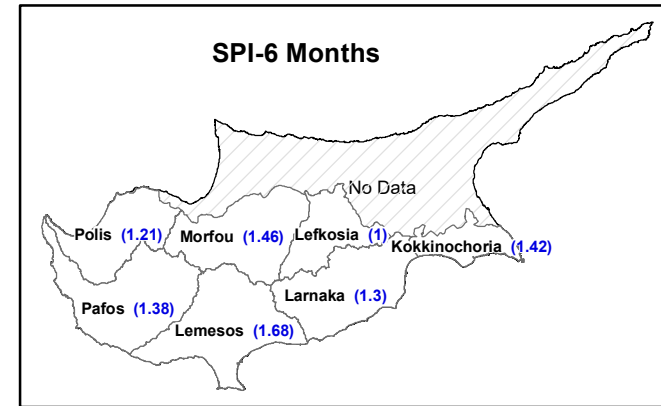 SPI-6 Months
No Data
Polis (1.21)
Morfou (1.46)
Lefkosia (1)
Kokkinochoria (1.42)
Pafos (1.38)
Larnaka (1.3)
Lemesos (1.68)